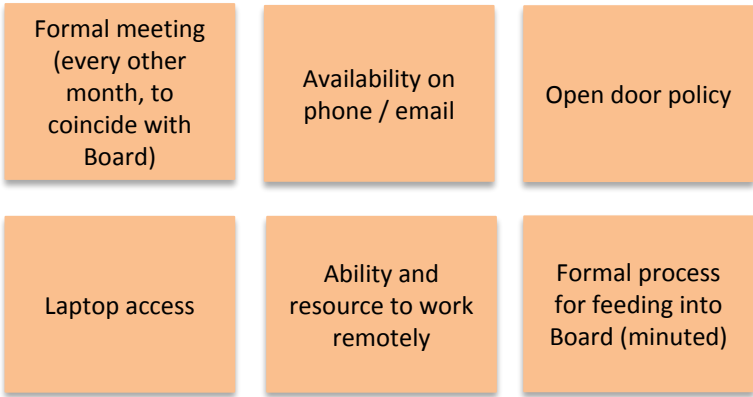 Formal meeting
(every other
month, to
coincide with
Board)
Availability on
phone / email
Open door policy
Laptop access
Ability and
resource to work
remotely
Formal process
for feeding into
Board (minuted)